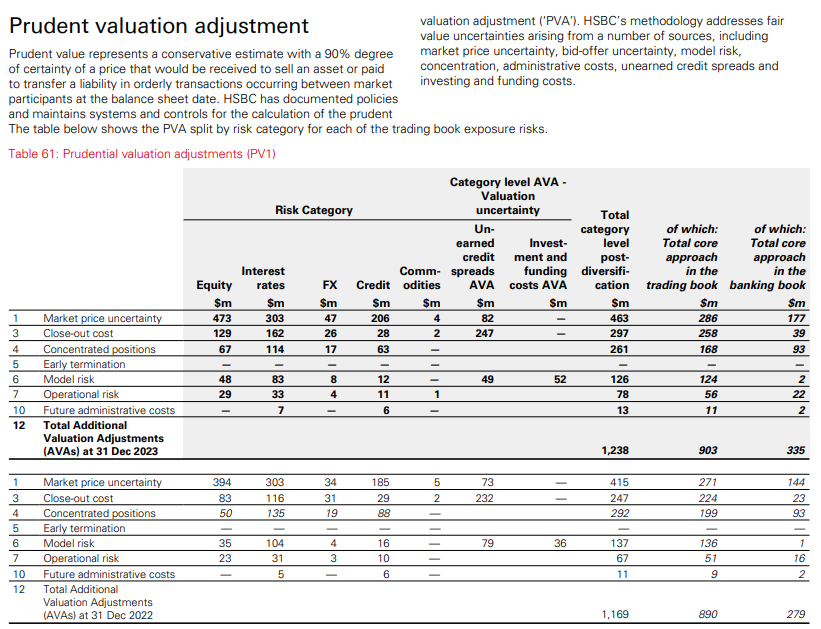 Prudent valuation adjustment
Prudent value represents a conservative estimate with a 90% degree
of certainty of a price that would be received to sell an asset or paid
to transfer a liability in orderly transactions occurring between market
participants at the balance sheet date. HSBC has documented policies
and maintains systems and controls for the calculation of the prudent
valuation adjustment ('PVA'). HSBC's methodology addresses fair
value uncertainties arising from a number of sources, including
market price uncertainty, bid-offer uncertainty, model risk,
concentration, administrative costs, unearned credit spreads and
investing and funding costs.
The table below shows the PVA split by risk category for each of the trading book exposure risks.
Table 61: Prudential valuation adjustments (PV1)
Risk Category
Category level AVA -
Valuation
uncertainty
Equity
Interest
rates
FX
Credit
Comm-
odities
Un-
earned
credit
spreads
AVA
Invest-
ment and
funding
costs AVA
Total
category
level
post-
diversifi-
cation
of which:
Total core
approach
in the
trading book
of which:
Total core
approach
in the
banking book
$m $m $m $m $m $m $m $m $m $m
1 Market price uncertainty 473 303 47 206 4 82 — 463 286 177
3 Close-out cost 129 162 26 28 2 247 — 297 258 39
4 Concentrated positions 67 114 17 63 — 261 168 93
5 Early termination — — — — — — — —
6 Model risk 48 83 8 12 — 49 52 126 124 2
7 Operational risk 29 33 4 11 1 78 56 22
10 Future administrative costs — 7 — 6 — 13 11 2
12 Total Additional
Valuation Adjustments
(AVAs) at 31 Dec 2023 1,238 903 335
1 Market price uncertainty 394 303 34 185 5 73 — 415 271 144
3 Close-out cost 83 116 31 29 2 232 — 247 224 23
4 Concentrated positions 50 135 19 88 — 292 199 93
5 Early termination — — — — — — — —
6 Model risk 35 104 4 16 — 79 36 137 136 1
7 Operational risk 23 31 3 10 — 67 51 16
10 Future administrative costs — 5 — 6 — 11 9 2
12 Total Additional
Valuation Adjustments
(AVAs) at 31 Dec 2022 1,169 890 279